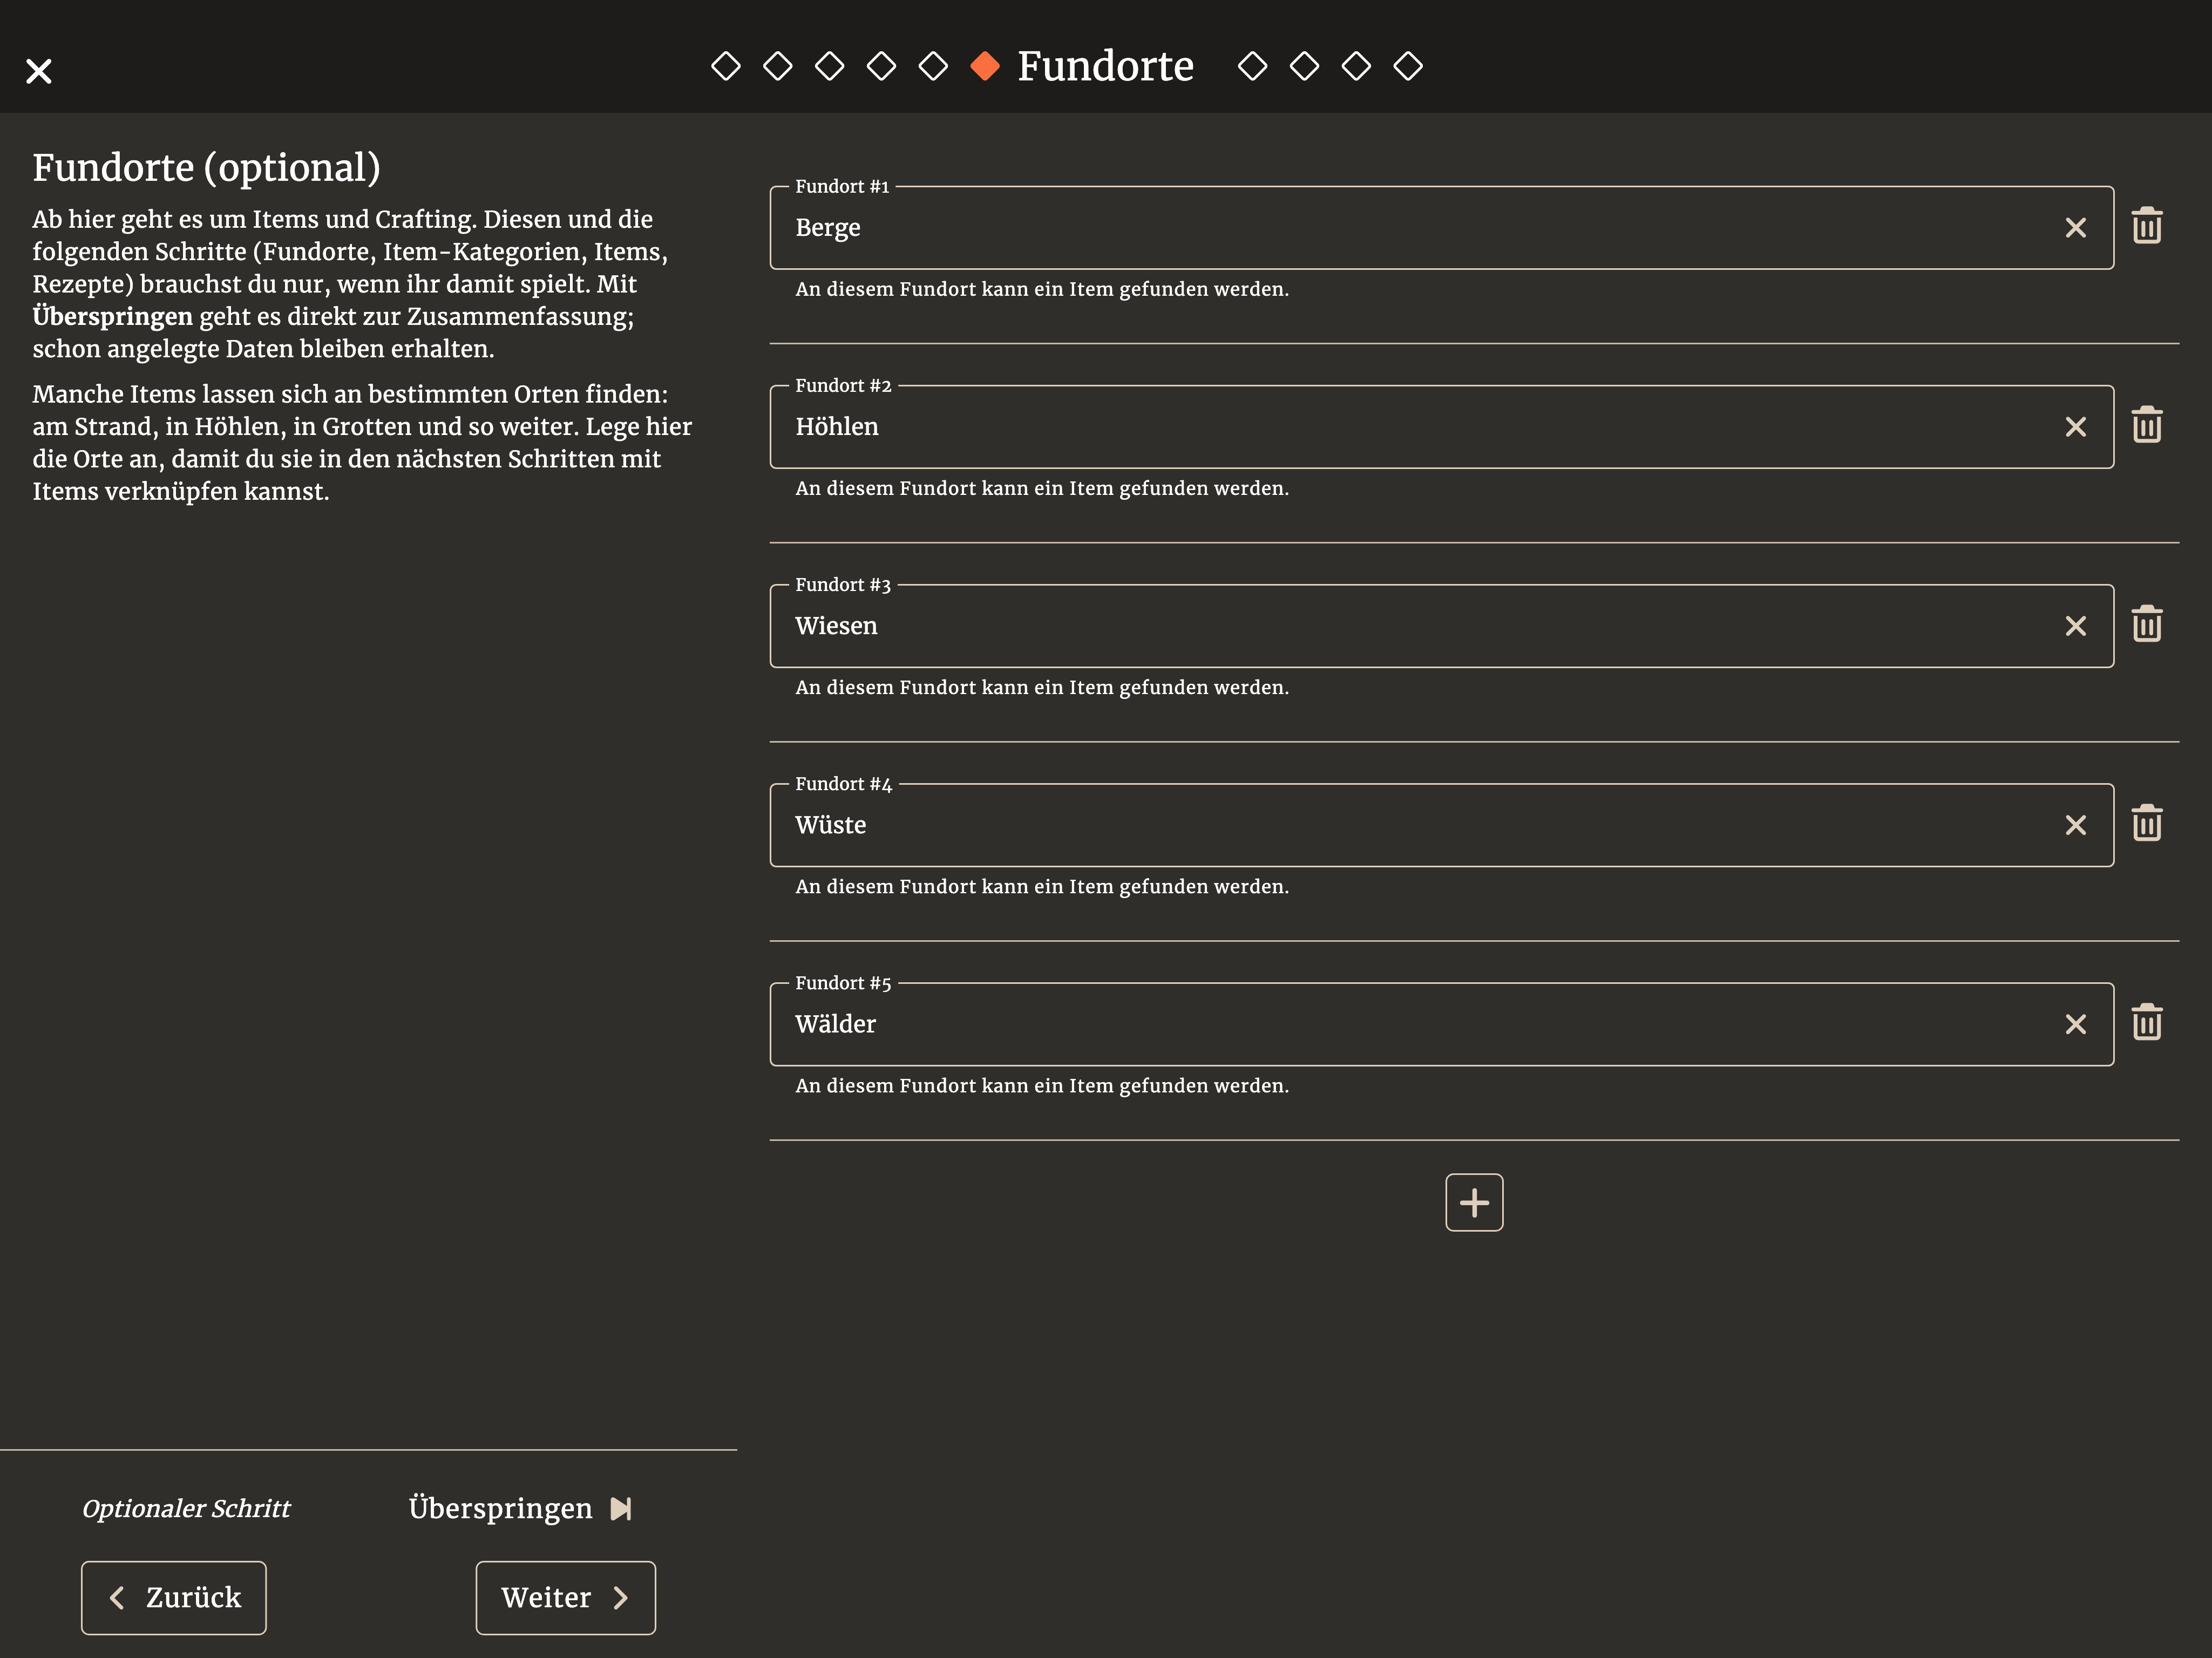 Fundorte
Fundorte (optional)
Ab hier geht es um Items und Crafting. Diesen und die
folgenden Schritte (Fundorte, Item-Kategorien, Items,
Rezepte) brauchst du nur, wenn ihr damit spielt. Mit
Überspringen geht es direkt zur Zusammenfassung;
schon angelegte Daten bleiben erhalten.
Manche Items lassen sich an bestimmten Orten finden:
am Strand, in Höhlen, in Grotten und so weiter. Lege hier
die Orte an, damit du sie in den nächsten Schritten mit
Items verknüpfen kannst.
Optionaler Schritt
Überspringen
Zurück
Weiter
Fundort #1
Berge
An diesem Fundort kann ein Item gefunden werden.
Fundort #2
Höhlen
An diesem Fundort kann ein Item gefunden werden.
Fundort #3
Wiesen
An diesem Fundort kann ein Item gefunden werden.
Fundort #4
Wüste
An diesem Fundort kann ein Item gefunden werden.
Fundort #5
Wälder
An diesem Fundort kann ein Item gefunden werden.